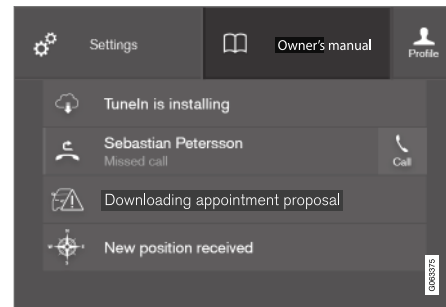 Settings
Owner's manual
Profile
TuneIn is installing
Sebastian Petersson
Missed call
Call
Downloading appointment proposal
New position received
G063375